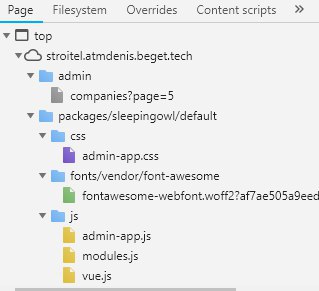 Page Filesystem Overrides Content scripts »
top
stroitel.atmdenis.beget.tech
admin
companies?page=5
packages/sleepingowl/default
css
admin-app.css
fonts/vendor/font-awesome
fontawesome-webfont.woff2?af7ae505a9eed
js
admin-app.js
modules.js
vue.js